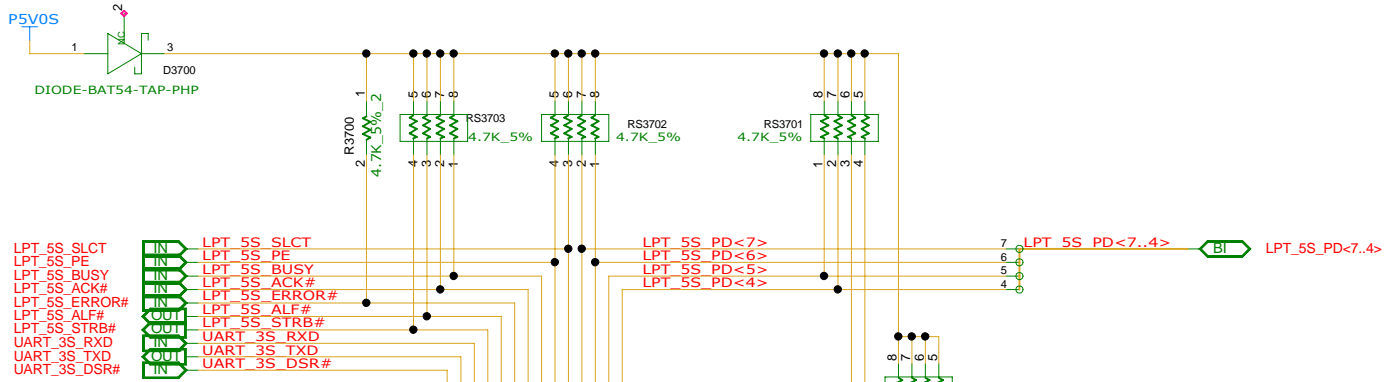 P5V0S
2
NC
1
3
D3700
DIODE-BAT54-TAP-PHP
1
R3700
4.7K_5%_2
2
5 6 7 8
RS3703
4.7K_5%
4 3 2 1
5 6 7 8
RS3702
4.7K_5%
4 3 2 1
8 7 6 5
RS3701
4.7K_5%
1 2 3 4
LPT_5S_SLCT IN LPT_5S_SLCT LPT_5S_PD<7> 7 LPT_5S_PD<7..4> BI LPT_5S_PD<7..4>
LPT_5S_PE IN LPT_5S_PE LPT_5S_PD<6> 6
LPT_5S_BUSY IN LPT_5S_BUSY LPT_5S_PD<5> 5
LPT_5S_ACK# IN LPT_5S_ACK# LPT_5S_PD<4> 4
LPT_5S_ERROR# IN LPT_5S_ERROR#
LPT_5S_ALF# OUT LPT_5S_ALF#
LPT_5S_STRB# OUT LPT_5S_STRB#
UART_3S_RXD IN UART_3S_RXD
UART_3S_TXD OUT UART_3S_TXD
UART_3S_DSR# IN UART_3S_DSR#
8 7 6 5